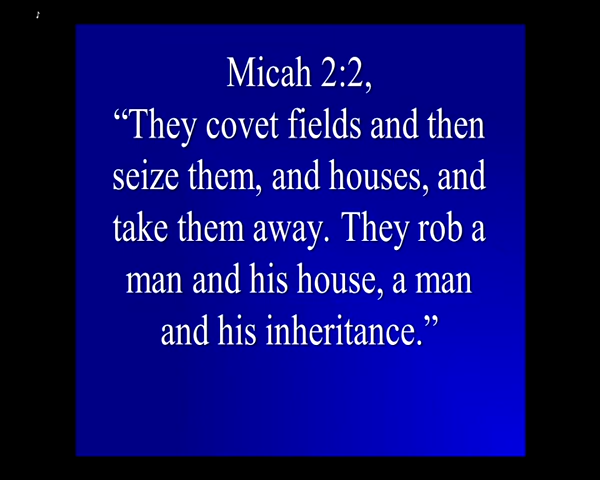 Micah 2:2,
“They covet fields and then
seize them, and houses, and
take them away. They rob a
man and his house, a man
and his inheritance.”